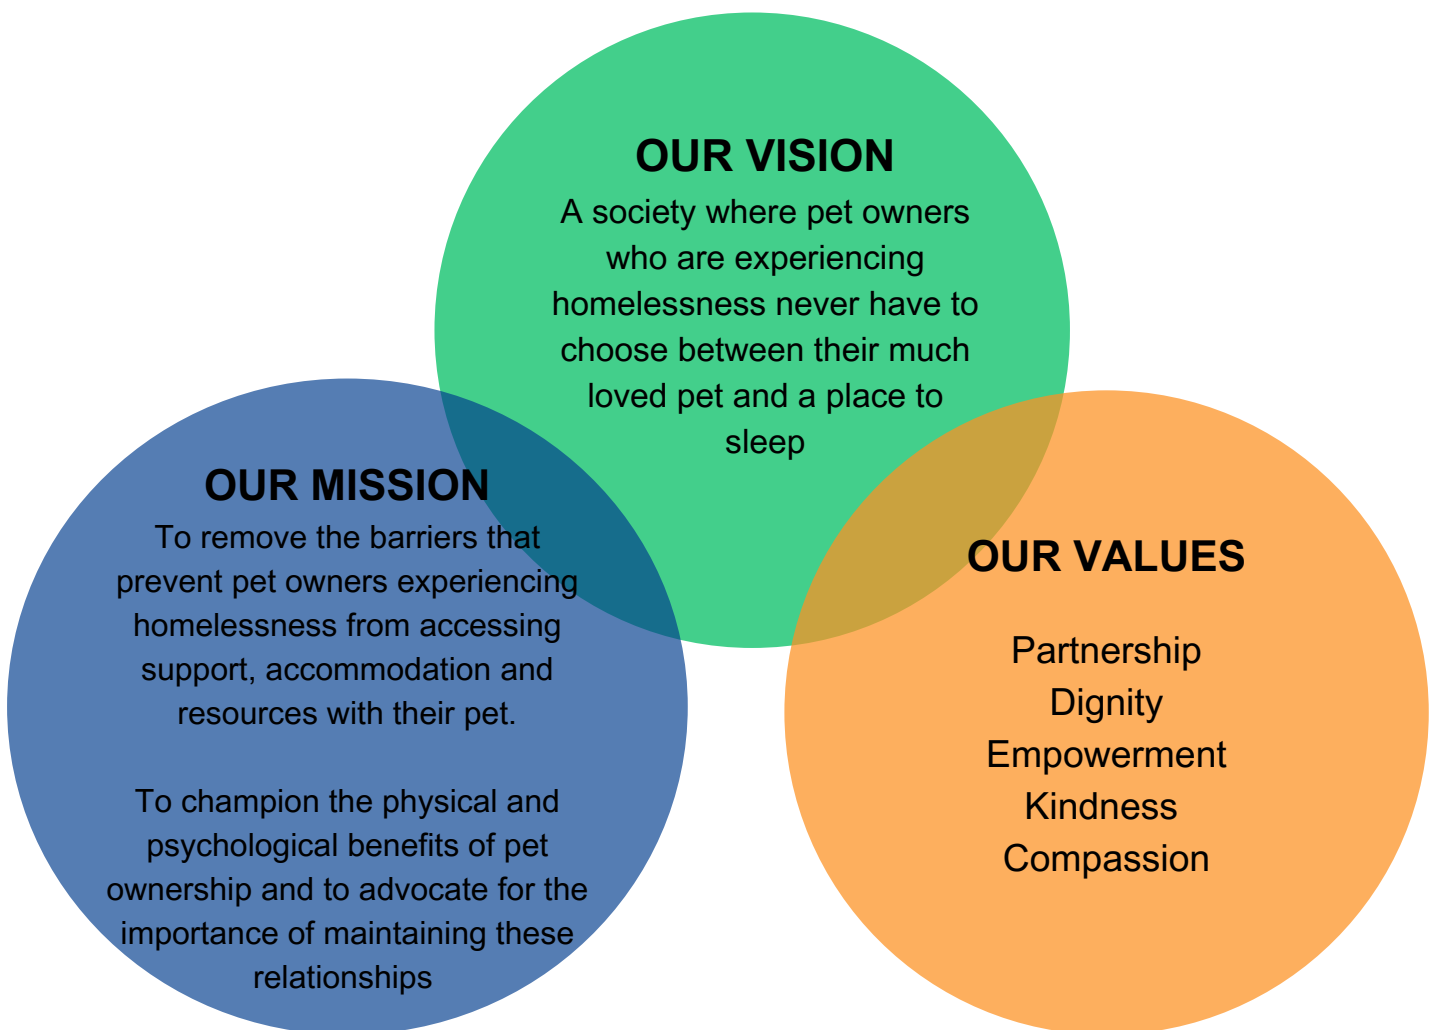 OUR VISION
A society where pet owners
who are experiencing
homelessness never have to
choose between their much
loved pet and a place to
sleep
OUR MISSION
To remove the barriers that
prevent pet owners experiencing
homelessness from accessing
support, accommodation and
resources with their pet.
To champion the physical and
psychological benefits of pet
ownership and to advocate for the
importance of maintaining these
relationships
OUR VALUES
Partnership
Dignity
Empowerment
Kindness
Compassion